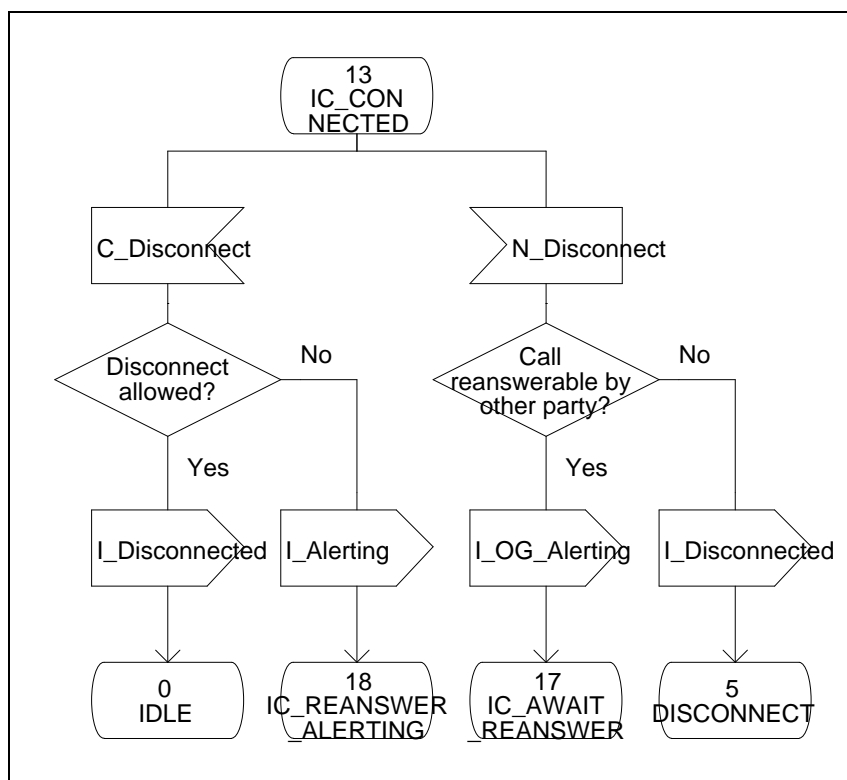 13
IC_CON
NECTED
C_Disconnect
N_Disconnect
Disconnect
allowed?
No
Call
reanswerable by
other party?
No
Yes
Yes
I_Disconnected
I_Alerting
I_OG_Alerting
I_Disconnected
0
IDLE
18
IC_REANSWER
_ALERTING
17
IC_AWAIT
_REANSWER
5
DISCONNECT